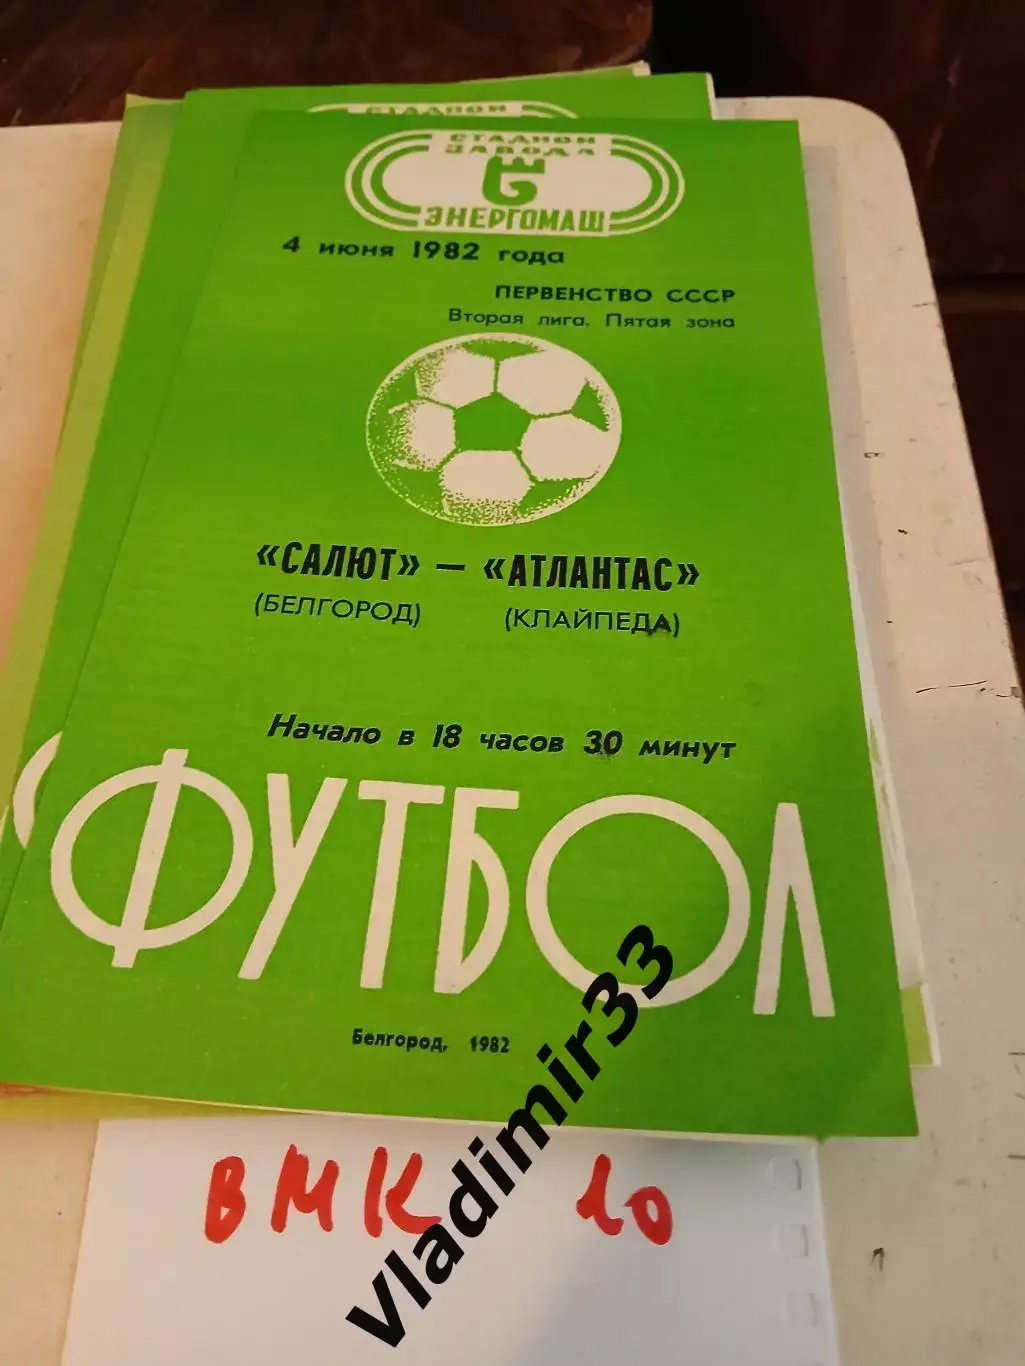 СТАДИОН
СТАДИОН
ЗАВОДА
ЭНЕРГОМАШ
4 июня 1982 года
ПЕРВЕНСТВО СССР
Вторая лига. Пятая зона
«САЛЮТ» — «АТЛАНТАС»
(БЕЛГОРОД) (КЛАЙПЕДА)
Начало в 18 часов 30 минут
ФУТБОЛ
Белгород, 1982
ВМК 10
vladimir33